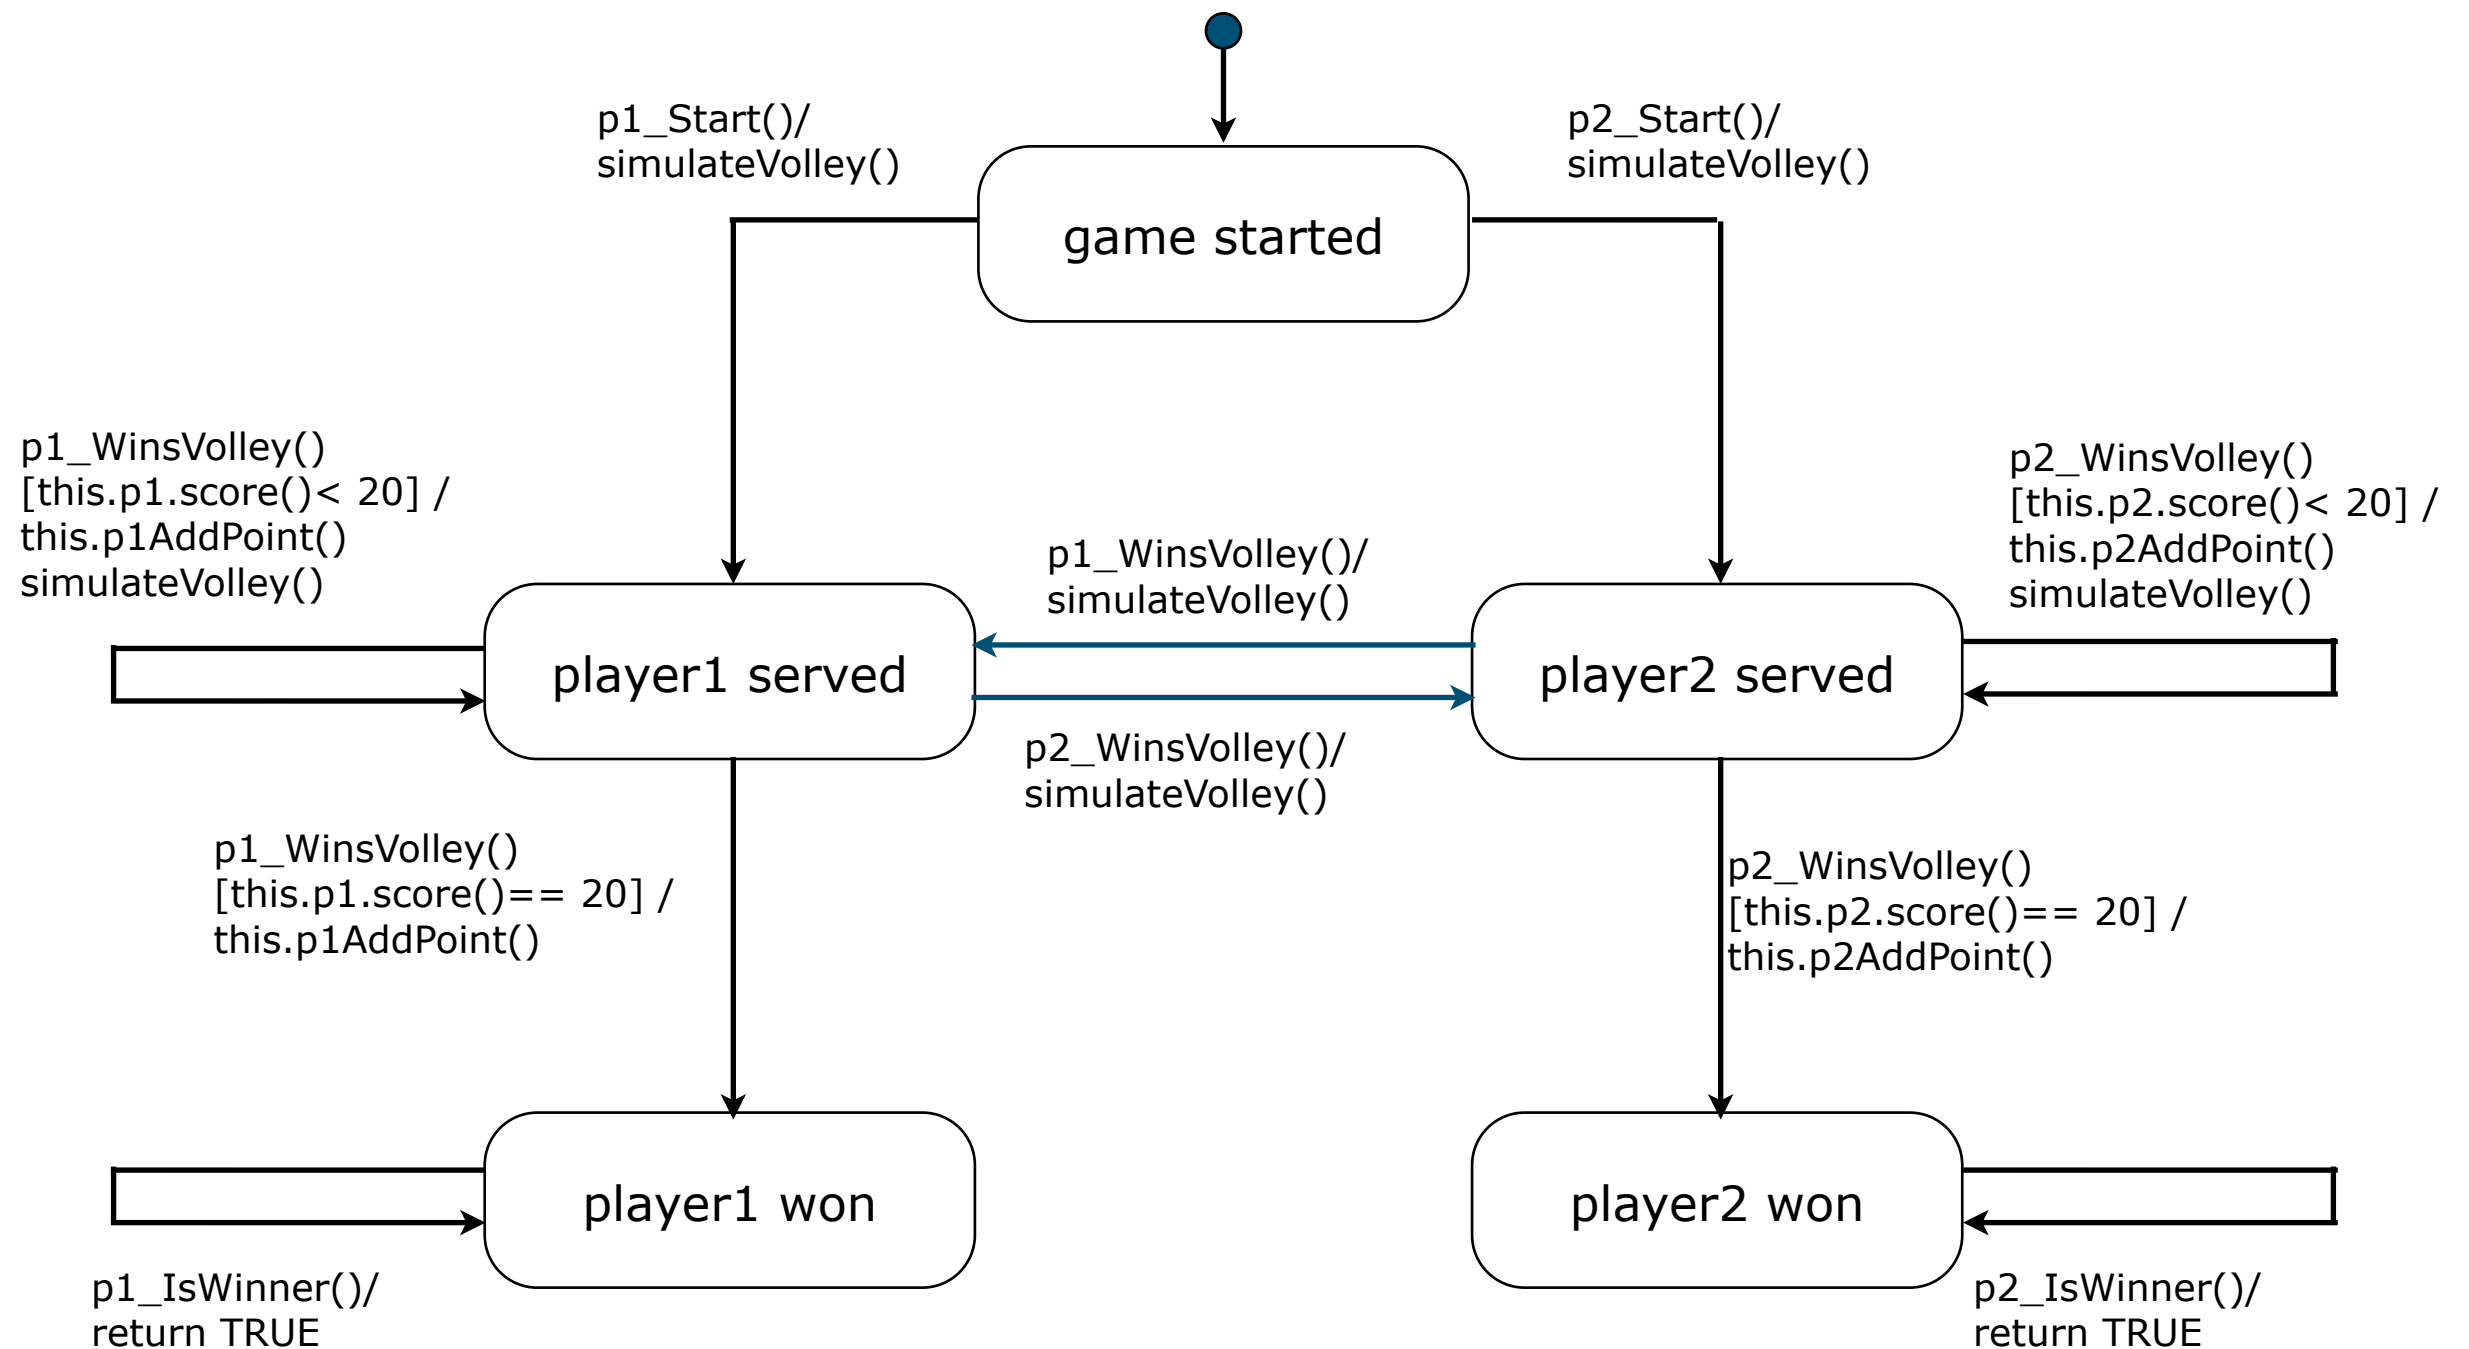 p1_Start()/
simulateVolley()
p2_Start()/
simulateVolley()
game started
p1_WinsVolley()
[this.p1.score()< 20] /
this.p1AddPoint()
simulateVolley()
p1_WinsVolley()/
simulateVolley()
p2_WinsVolley()
[this.p2.score()< 20] /
this.p2AddPoint()
simulateVolley()
player1 served
player2 served
p2_WinsVolley()/
simulateVolley()
p1_WinsVolley()
[this.p1.score()== 20] /
this.p1AddPoint()
p2_WinsVolley()
[this.p2.score()== 20] /
this.p2AddPoint()
player1 won
player2 won
p1_IsWinner()/
return TRUE
p2_IsWinner()/
return TRUE